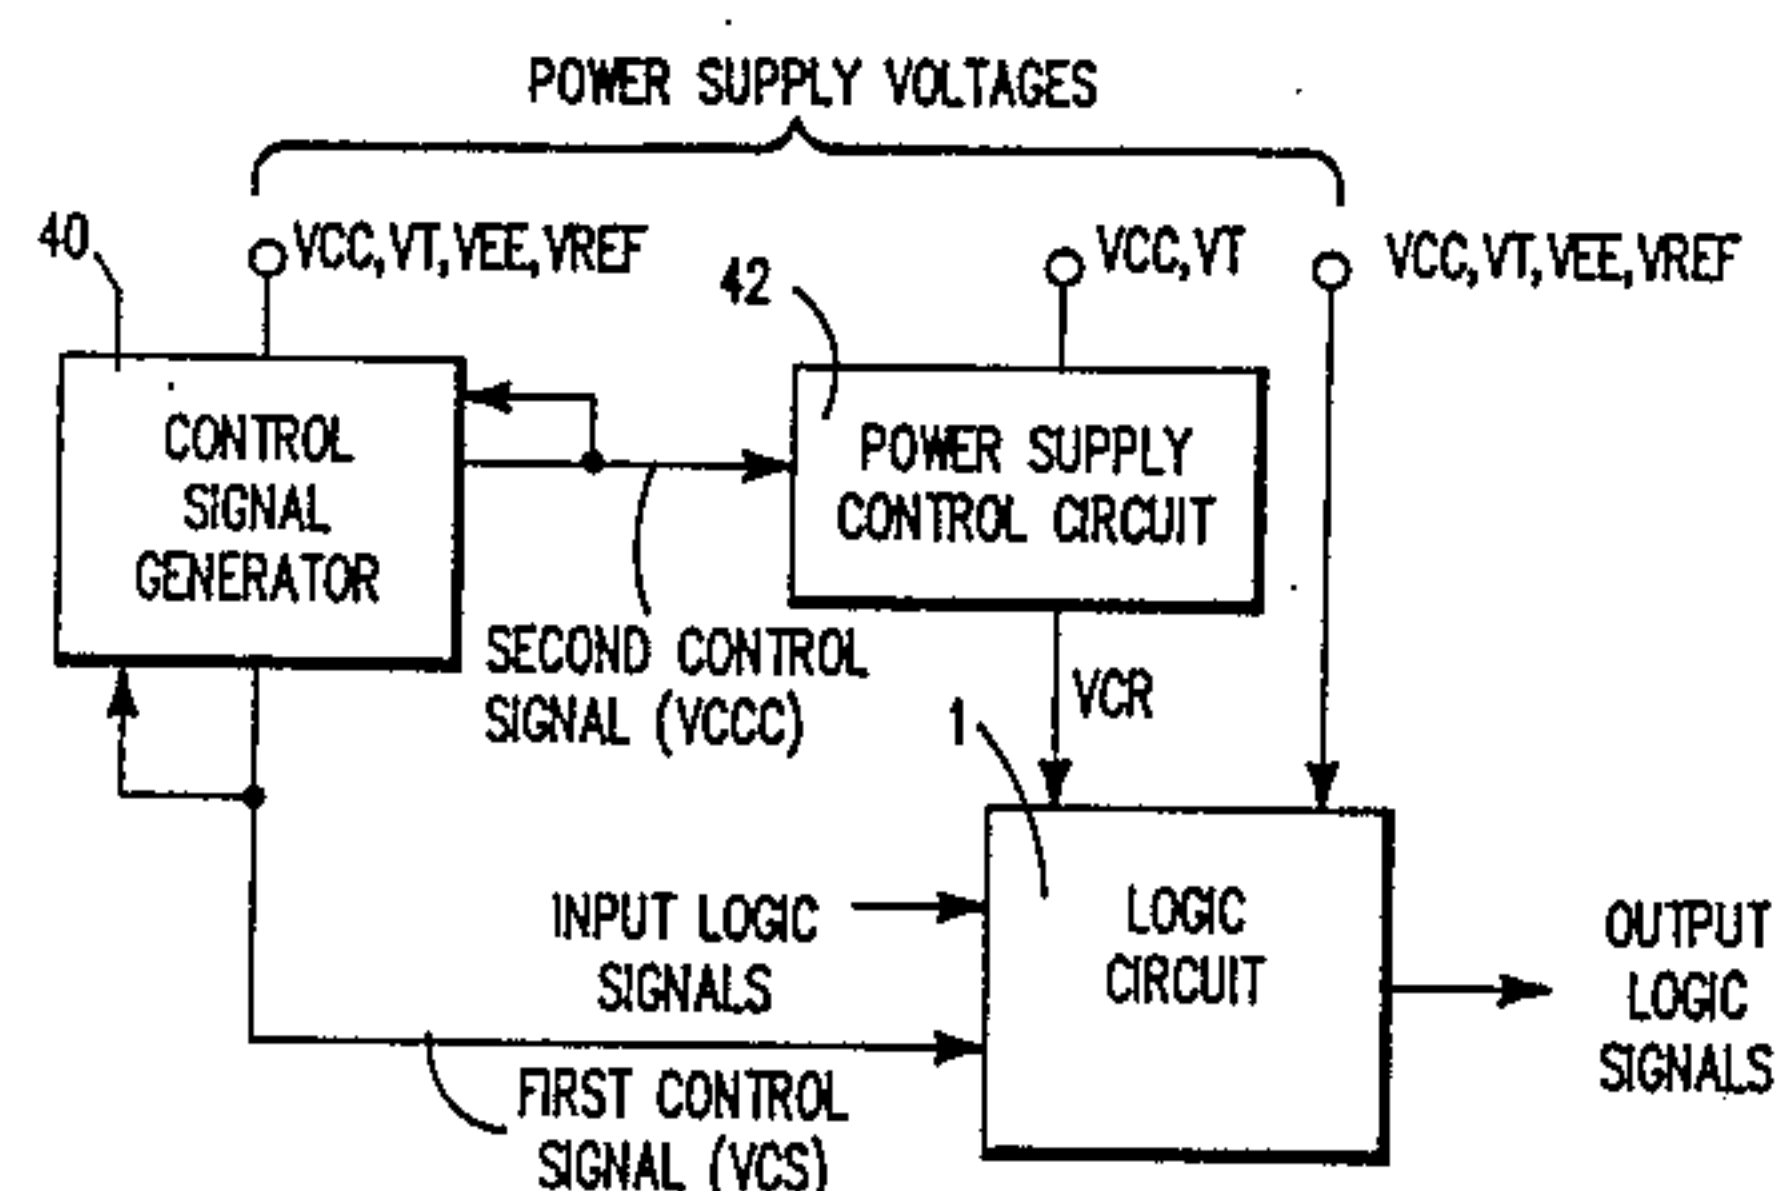 POWER SUPPLY VOLTAGES
40
VCC,VT,VEE,VREF
42
VCC,VT
VCC,VT,VEE,VREF
CONTROL
SIGNAL
GENERATOR
POWER SUPPLY
CONTROL CIRCUIT
SECOND CONTROL
SIGNAL (VCCC)
VCR
1
INPUT LOGIC
SIGNALS
LOGIC
CIRCUIT
OUTPUT
LOGIC
SIGNALS
FIRST CONTROL
SIGNAL (VCS)